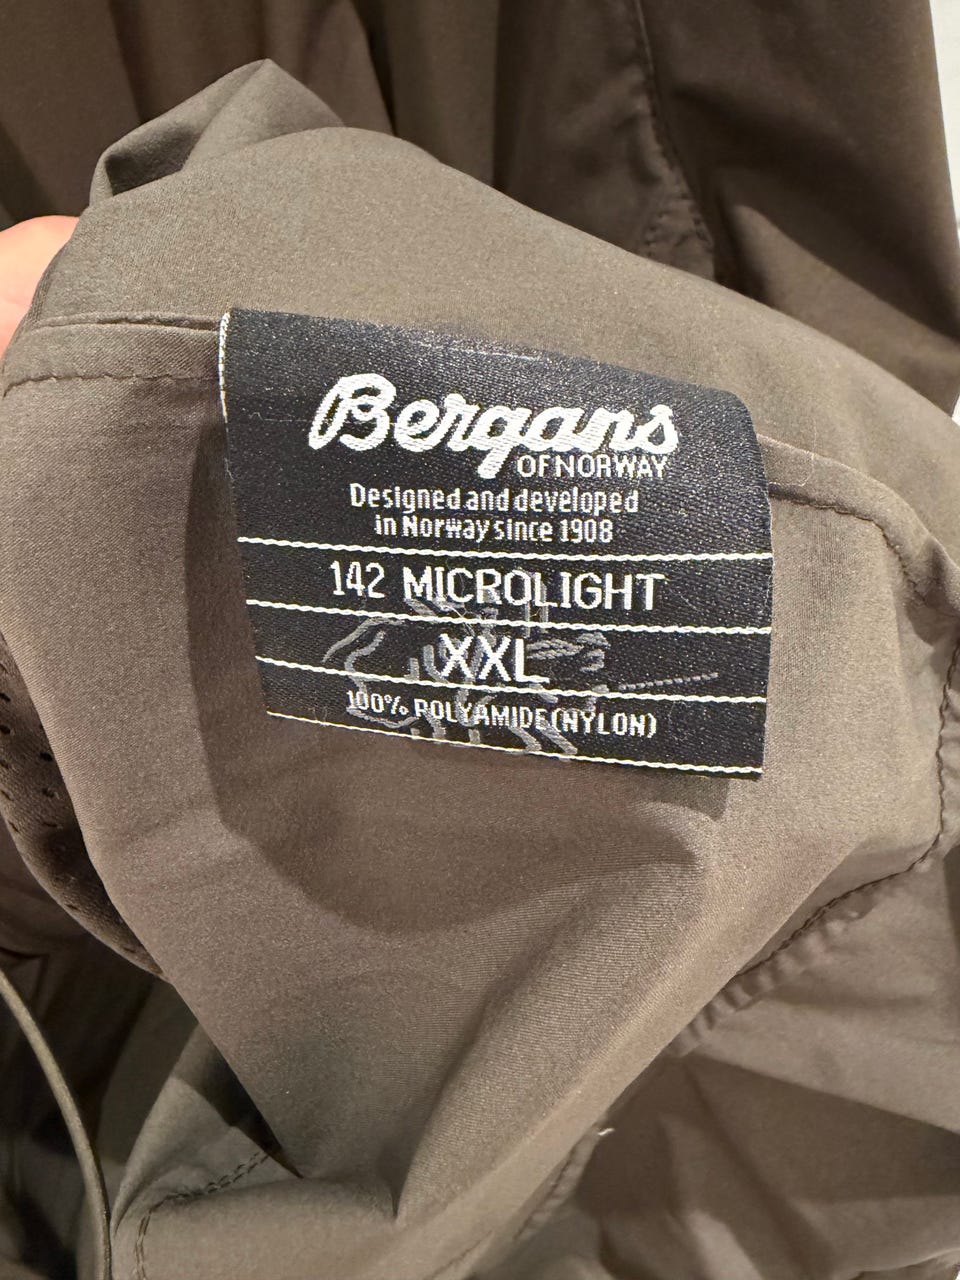 Bergans
OF NORWAY
Designed and developed
in Norway since 1908
142 MICROLIGHT
XXL
100% POLYAMIDE(NYLON)